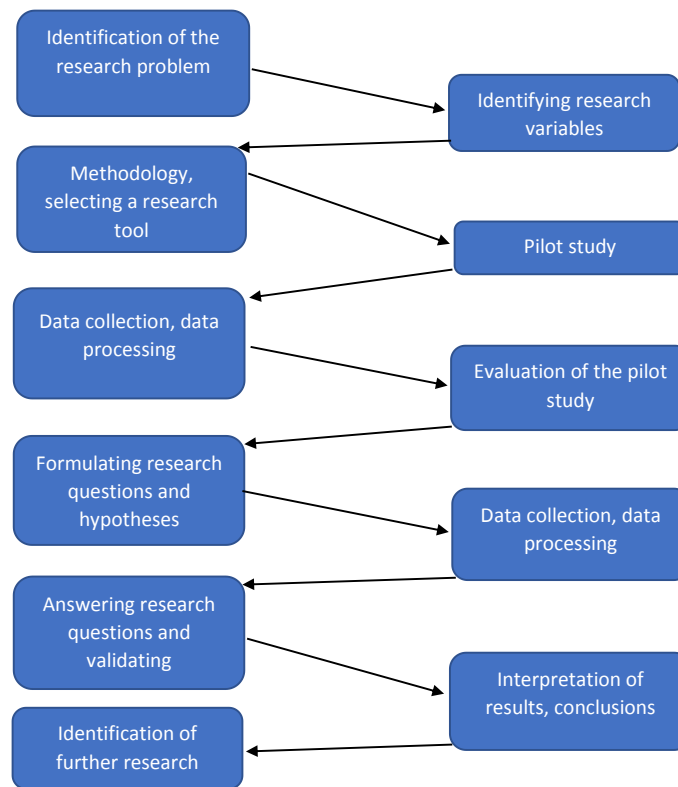 Identification of the
research problem
Identifying research
variables
Methodology,
selecting a research
tool
Pilot study
Data collection, data
processing
Evaluation of the pilot
study
Formulating research
questions and
hypotheses
Data collection, data
processing
Answering research
questions and
validating
Interpretation of
results, conclusions
Identification of
further research